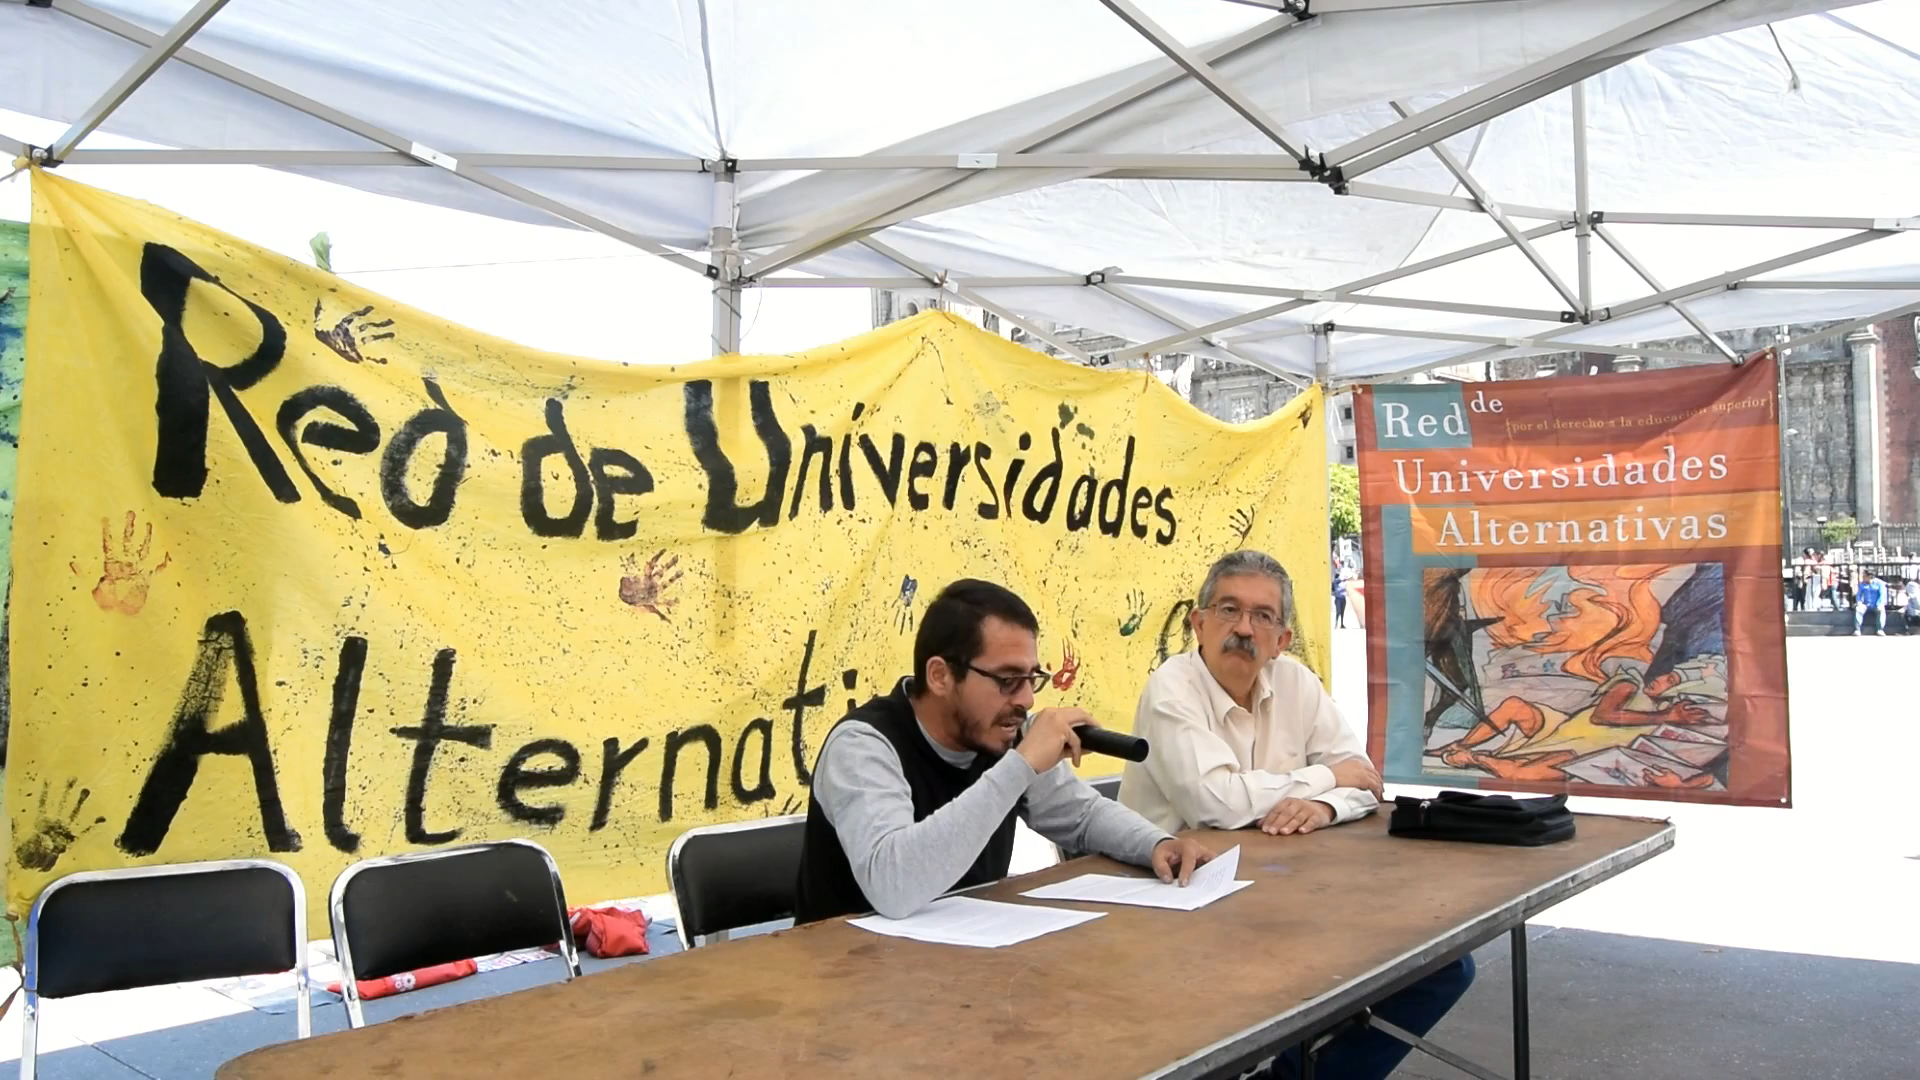 Red de Universidades
Alternati
Red de
[por el derecho a la educación superior]
Universidades
Alternativas